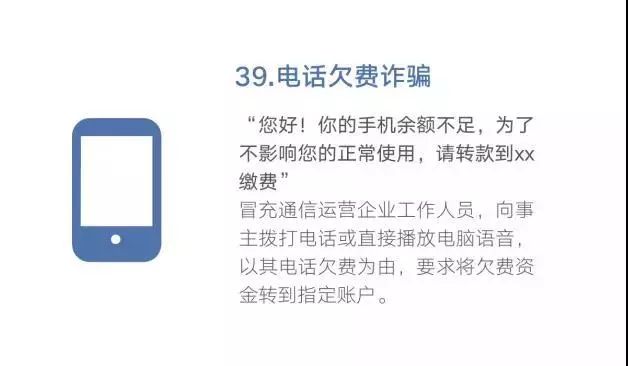 39.电话欠费诈骗
“您好！你的手机余额不足，为了
不影响您的正常使用，请转款到xx
缴费”
冒充通信运营企业工作人员，向事
主拨打电话或直接播放电脑语音，
以其电话欠费为由，要求将欠费资
金转到指定账户。